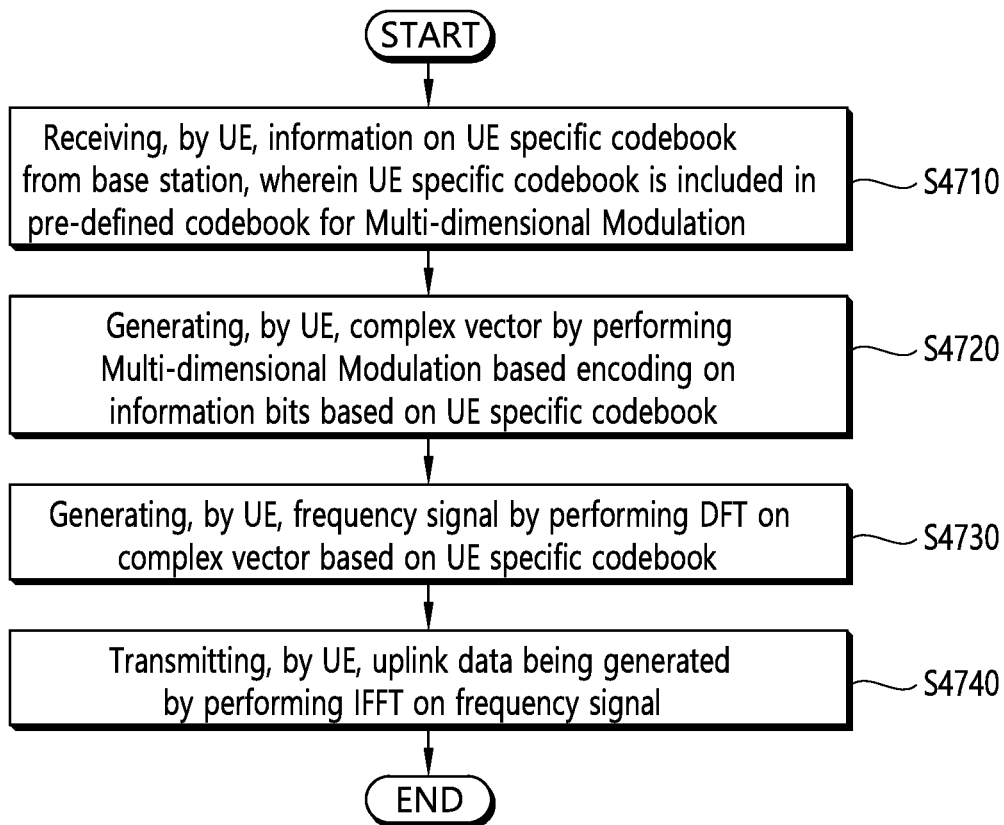 START
Receiving, by UE, information on UE specific codebook
from base station, wherein UE specific codebook is included in
pre-defined codebook for Multi-dimensional Modulation
S4710
Generating, by UE, complex vector by performing
Multi-dimensional Modulation based encoding on
information bits based on UE specific codebook
S4720
Generating, by UE, frequency signal by performing DFT on
complex vector based on UE specific codebook
S4730
Transmitting, by UE, uplink data being generated
by performing IFFT on frequency signal
S4740
END